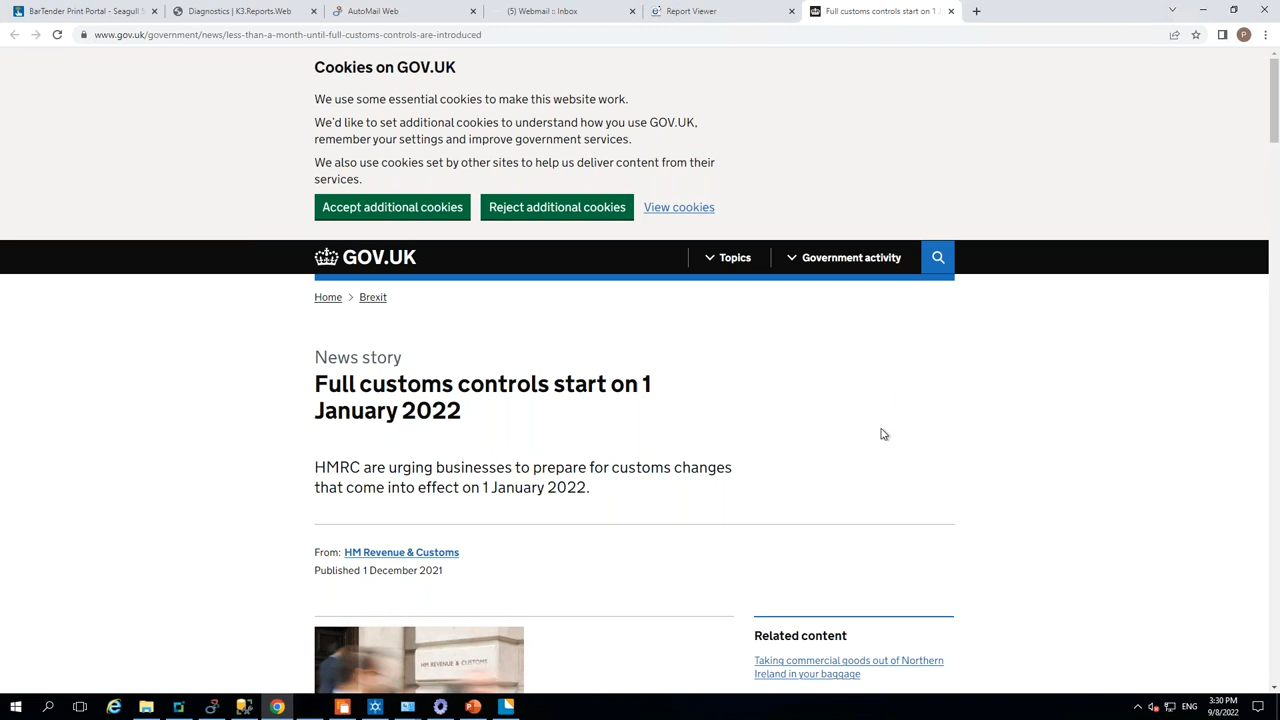 BarTender Print Portal - Seagull S
Diagnostics | K3.Reports.Web
AutoMail Web
(5) Webmail :: Inbox
Report Viewer
Full customs controls start on 1 J
www.gov.uk/government/news/less-than-a-month-until-full-customs-controls-are-introduced
P
Cookies on GOV.UK
We use some essential cookies to make this website work.
We'd like to set additional cookies to understand how you use GOV.UK,
remember your settings and improve government services.
We also use cookies set by other sites to help us deliver content from their
services.
Accept additional cookies
Reject additional cookies
View cookies
GOV.UK
Topics
Government activity
Home
Brexit
News story
Full customs controls start on 1
January 2022
HMRC are urging businesses to prepare for customs changes
that come into effect on 1 January 2022.
From: HM Revenue & Customs
Published 1 December 2021
HM REVENUE & CUSTOMS
Related content
Taking commercial goods out of Northern
Ireland in your baggage
ENG
3:30 PM
9/8/2022